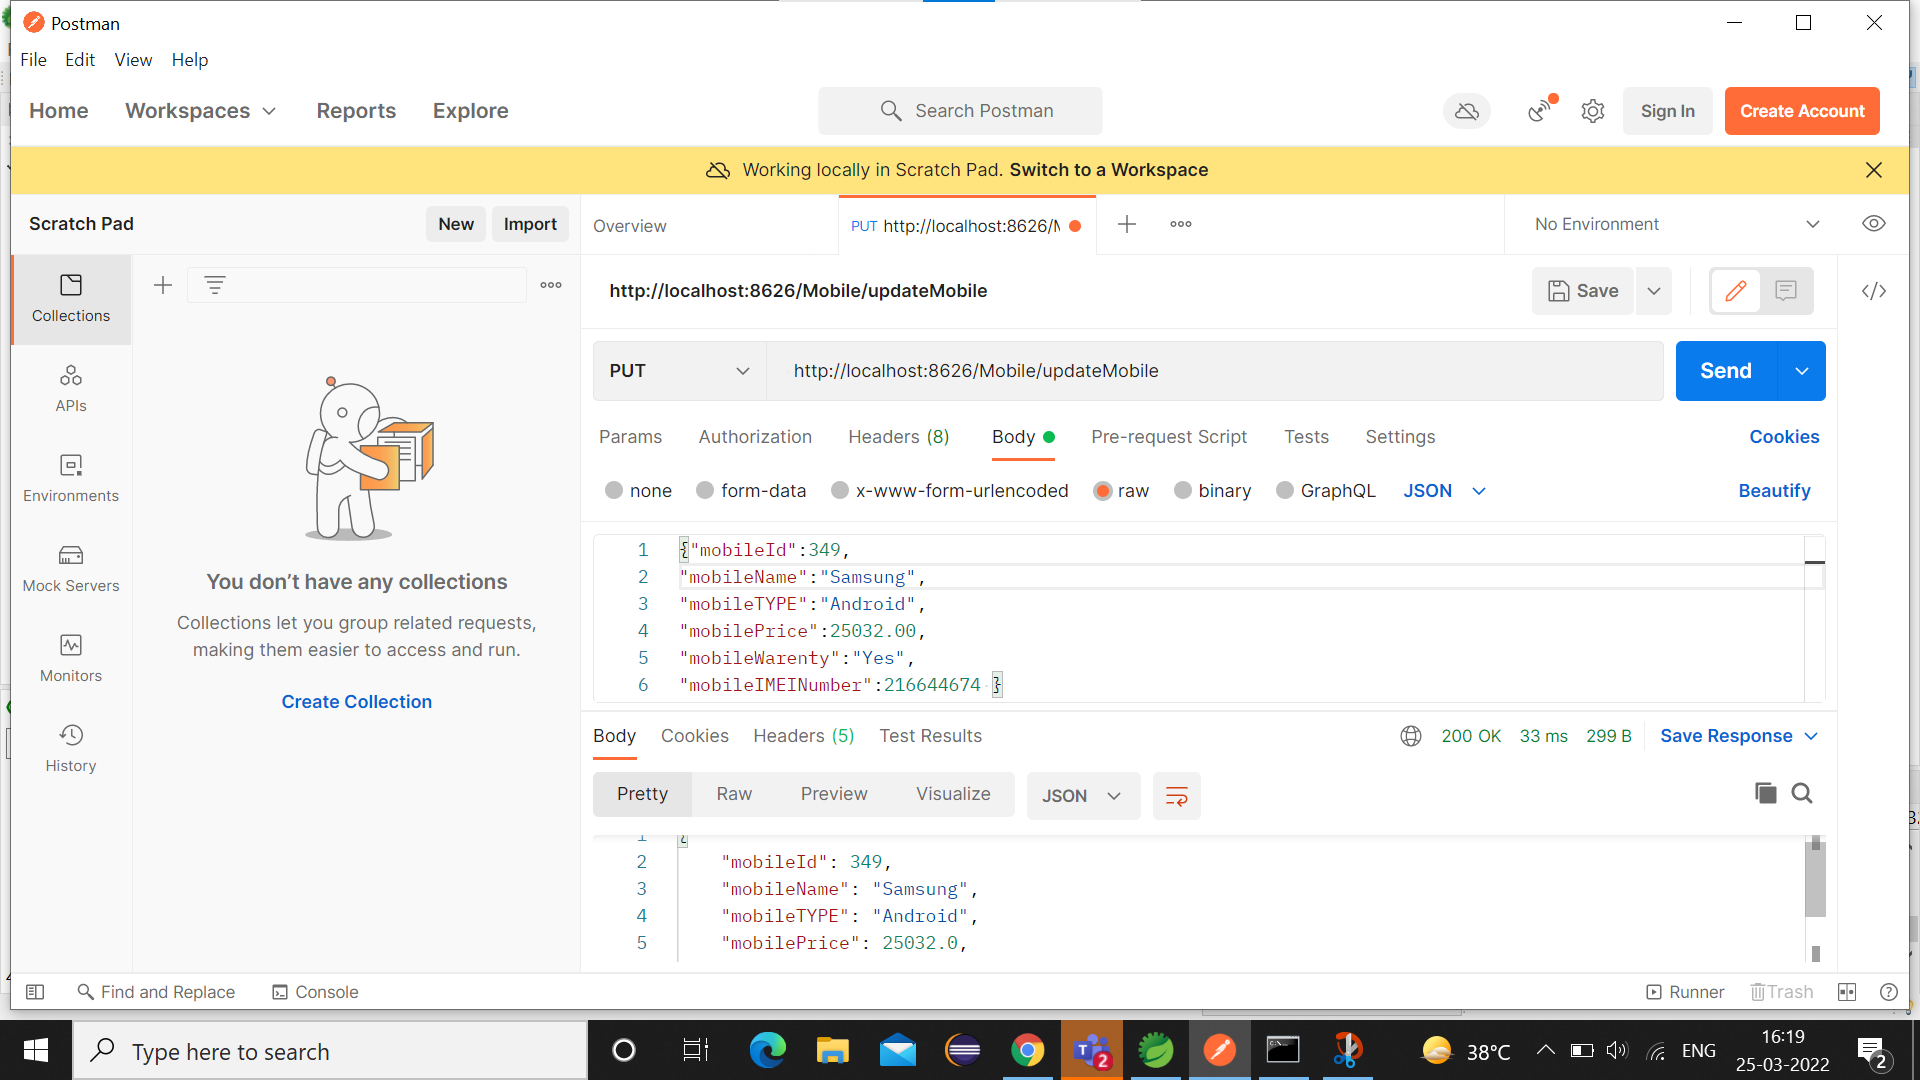 Postman
File Edit View Help
Home Workspaces Reports Explore
Search Postman
Sign In Create Account
Working locally in Scratch Pad. Switch to a Workspace
Scratch Pad New Import
Overview PUT http://localhost:8626/M No Environment
http://localhost:8626/Mobile/updateMobile Save
Collections
APIs
Environments
Mock Servers
Monitors
History
You don’t have any collections
Collections let you group related requests,
making them easier to access and run.
Create Collection
PUT http://localhost:8626/Mobile/updateMobile Send
Params Authorization Headers (8) Body Pre-request Script Tests Settings Cookies
none form-data x-www-form-urlencoded raw binary GraphQL JSON Beautify
1 {"mobileId":349,
2 "mobileName":"Samsung",
3 "mobileTYPE":"Android",
4 "mobilePrice":25032.00,
5 "mobileWarenty":"Yes",
6 "mobileIMEINumber":216644674 }
Body Cookies Headers (5) Test Results 200 OK 33 ms 299 B Save Response
Pretty Raw Preview Visualize JSON
1 {
2 "mobileId": 349,
3 "mobileName": "Samsung",
4 "mobileTYPE": "Android",
5 "mobilePrice": 25032.0,
Find and Replace Console Runner Trash
Type here to search
2
38°C ENG
16:19
25-03-2022
2